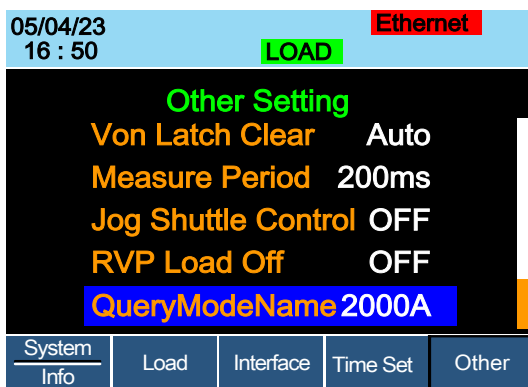 05/04/23 Ethernet
16 : 50 LOAD
Other Setting
Von Latch Clear Auto
Measure Period 200ms
Jog Shuttle Control OFF
RVP Load Off OFF
QueryModeName 2000A
System Info Load Interface Time Set Other